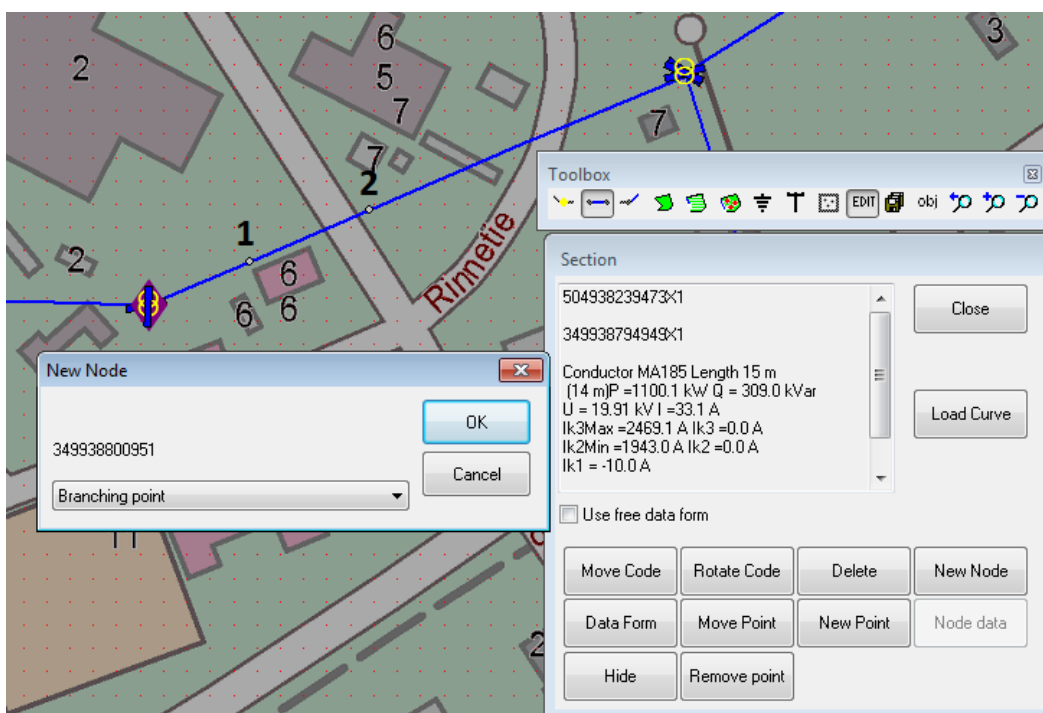 6
2
5
3
7
7
7
2
1
2
6
6
6
Rinnetie
Toolbox
EDIT
obj
Section
504938239473X1
349938794949X1
Conductor MA185 Length 15 m
(14 m)P =1100.1 kW Q = 309.0 kVar
U = 19.91 kV I =33.1 A
Ik3Max =2469.1 A Ik3 =0.0 A
Ik2Min =1943.0 A Ik2 =0.0 A
Ik1 = -10.0 A
Close
Load Curve
Use free data form
Move Code
Rotate Code
Delete
New Node
Data Form
Move Point
New Point
Node data
Hide
Remove point
New Node
349938800951
Branching point
OK
Cancel
11
2